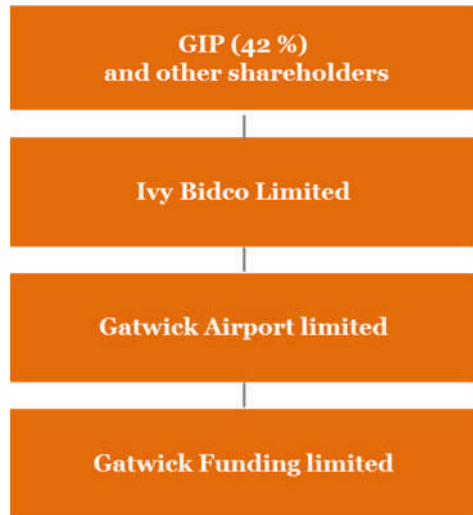 GIP (42 %)
and other shareholders
Ivy Bidco Limited
Gatwick Airport limited
Gatwick Funding limited